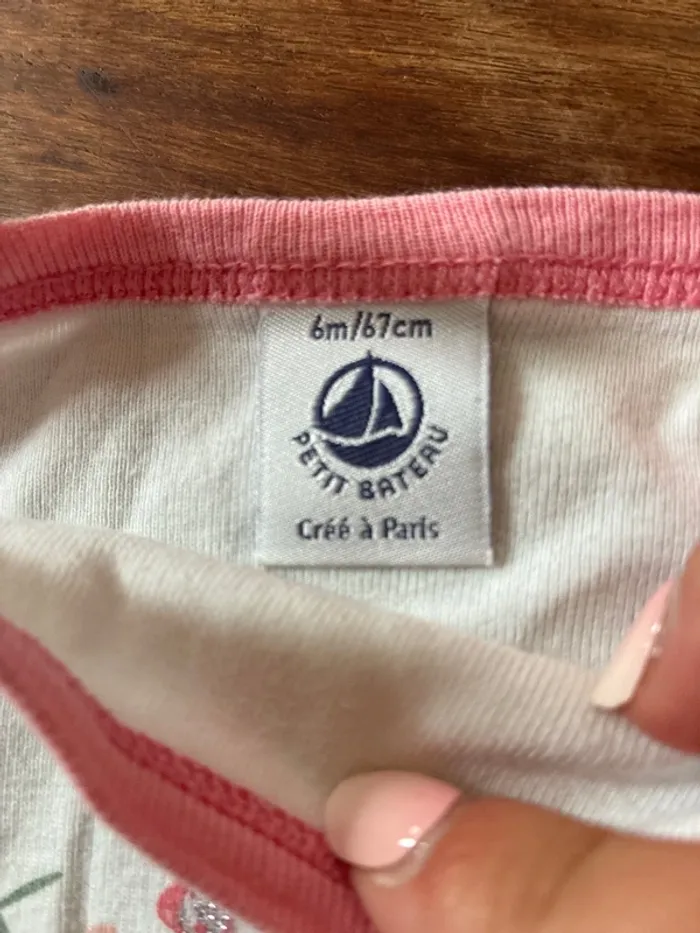 6m/67cm
PETIT BATEAU
Créé à Paris